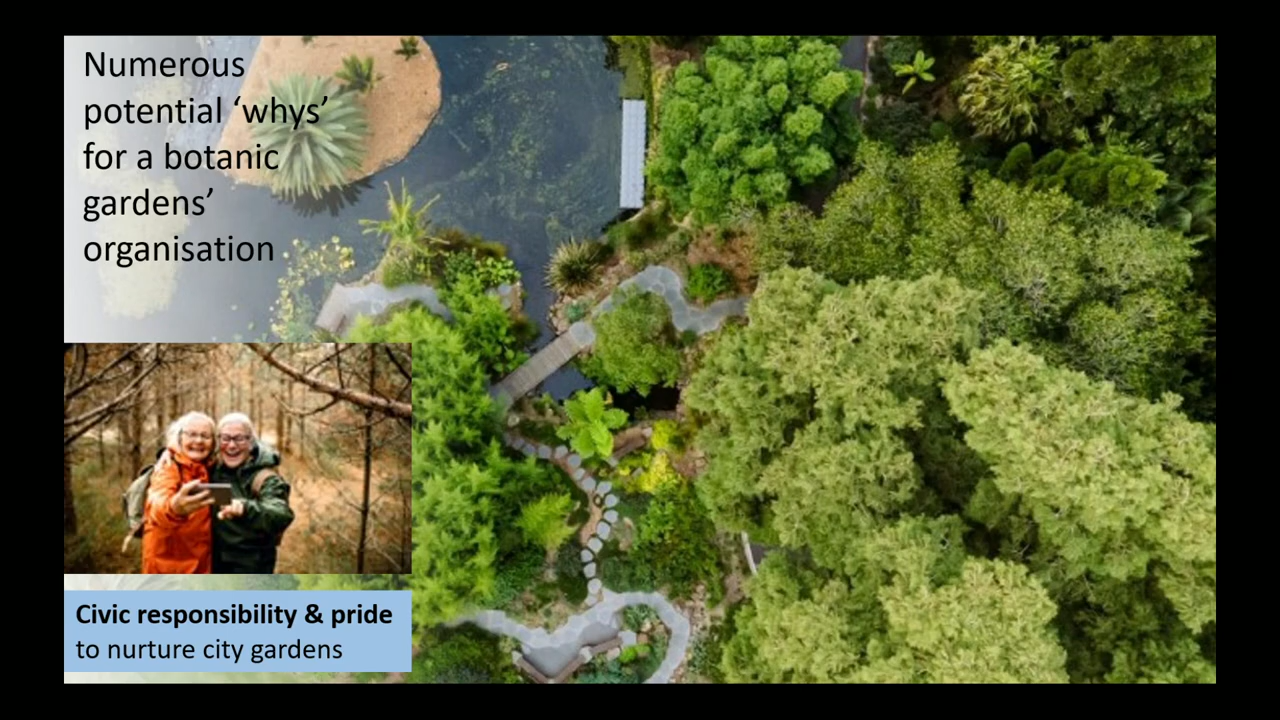 Numerous
potential ‘whys’
for a botanic
gardens’
organisation
Civic responsibility & pride
to nurture city gardens